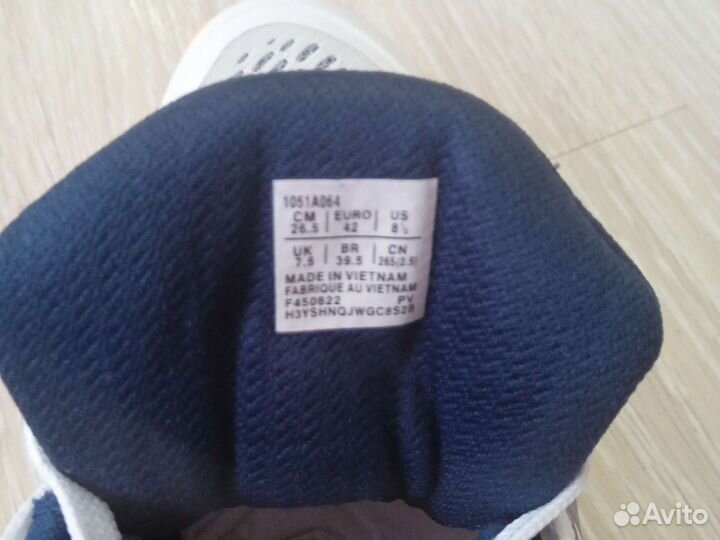 1051A064
CM EURO US
26.5 42 8½
UK BR CN
7.5 39.5 265(2.5)
MADE IN VIETNAM
FABRIQUE AU VIETNAM
F450622 PV
H3YSHNQJWGC8S2B
Avito